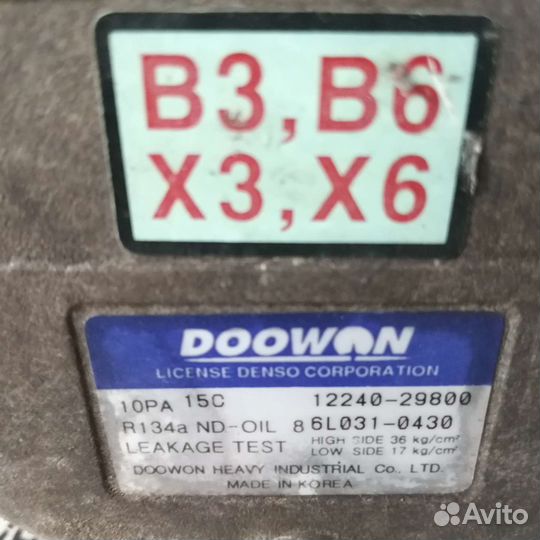 B3, B6
X3, X6
DOOWON
LICENSE DENSO CORPORATION
10PA 15C 12240-29800
R134a ND-OIL 8 6L031-0430
LEAKAGE TEST HIGH SIDE 36 kg/cm²
LOW SIDE 17 kg/cm²
DOOWON HEAVY INDUSTRIAL Co., LTD.
MADE IN KOREA
Avito